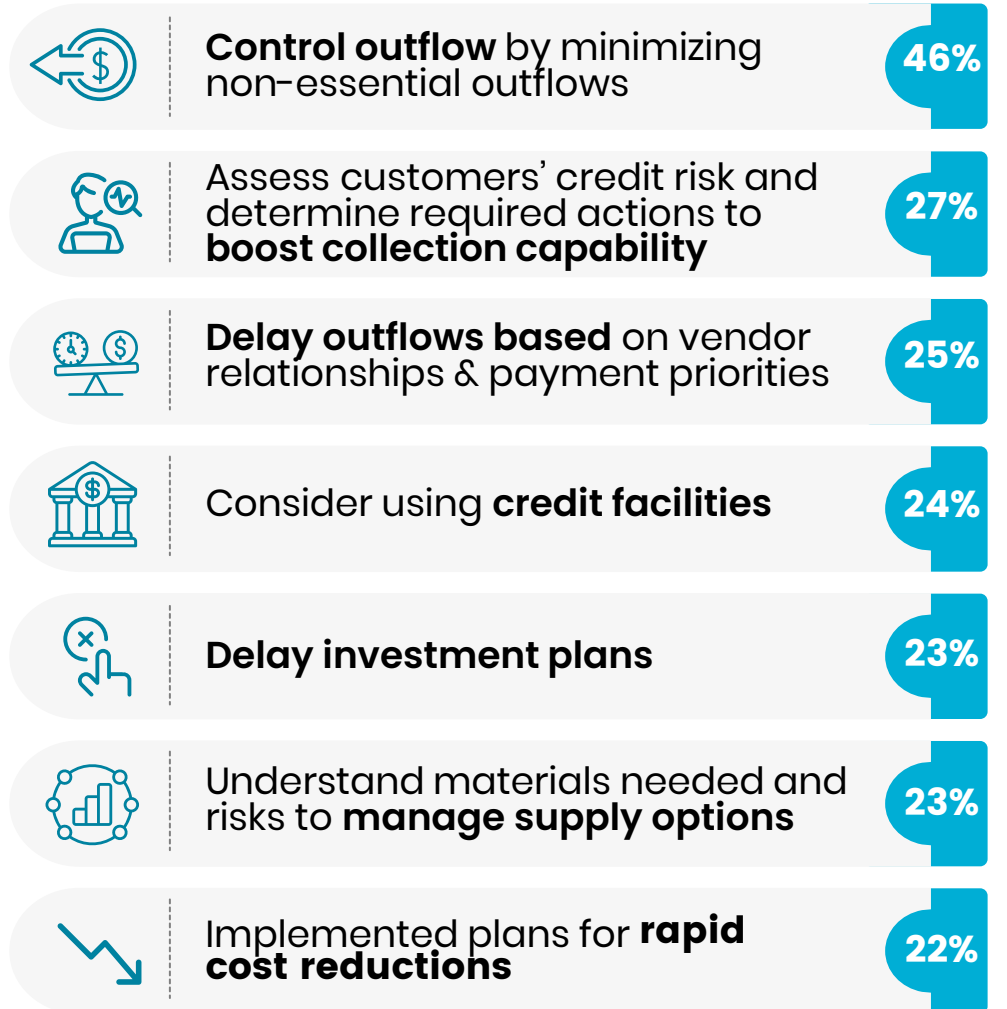 $
Control outflow by minimizing
non-essential outflows
46%
Assess customers’ credit risk and
determine required actions to
boost collection capability
27%
$
Delay outflows based on vendor
relationships & payment priorities
25%
$
Consider using credit facilities
24%
Delay investment plans
23%
Understand materials needed and
risks to manage supply options
23%
Implemented plans for rapid
cost reductions
22%